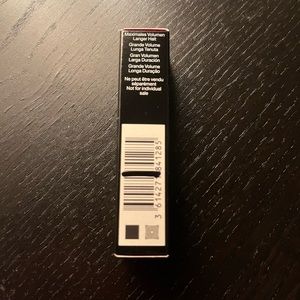 Maximales Volumen
Langer Halt
Grande Volume
Lunga Tenuta
Gran Volumen
Larga Duración
Grande Volume
Longa Duração
Ne peut être vendu
séparément
Not for individual
sale
3 61427 841285